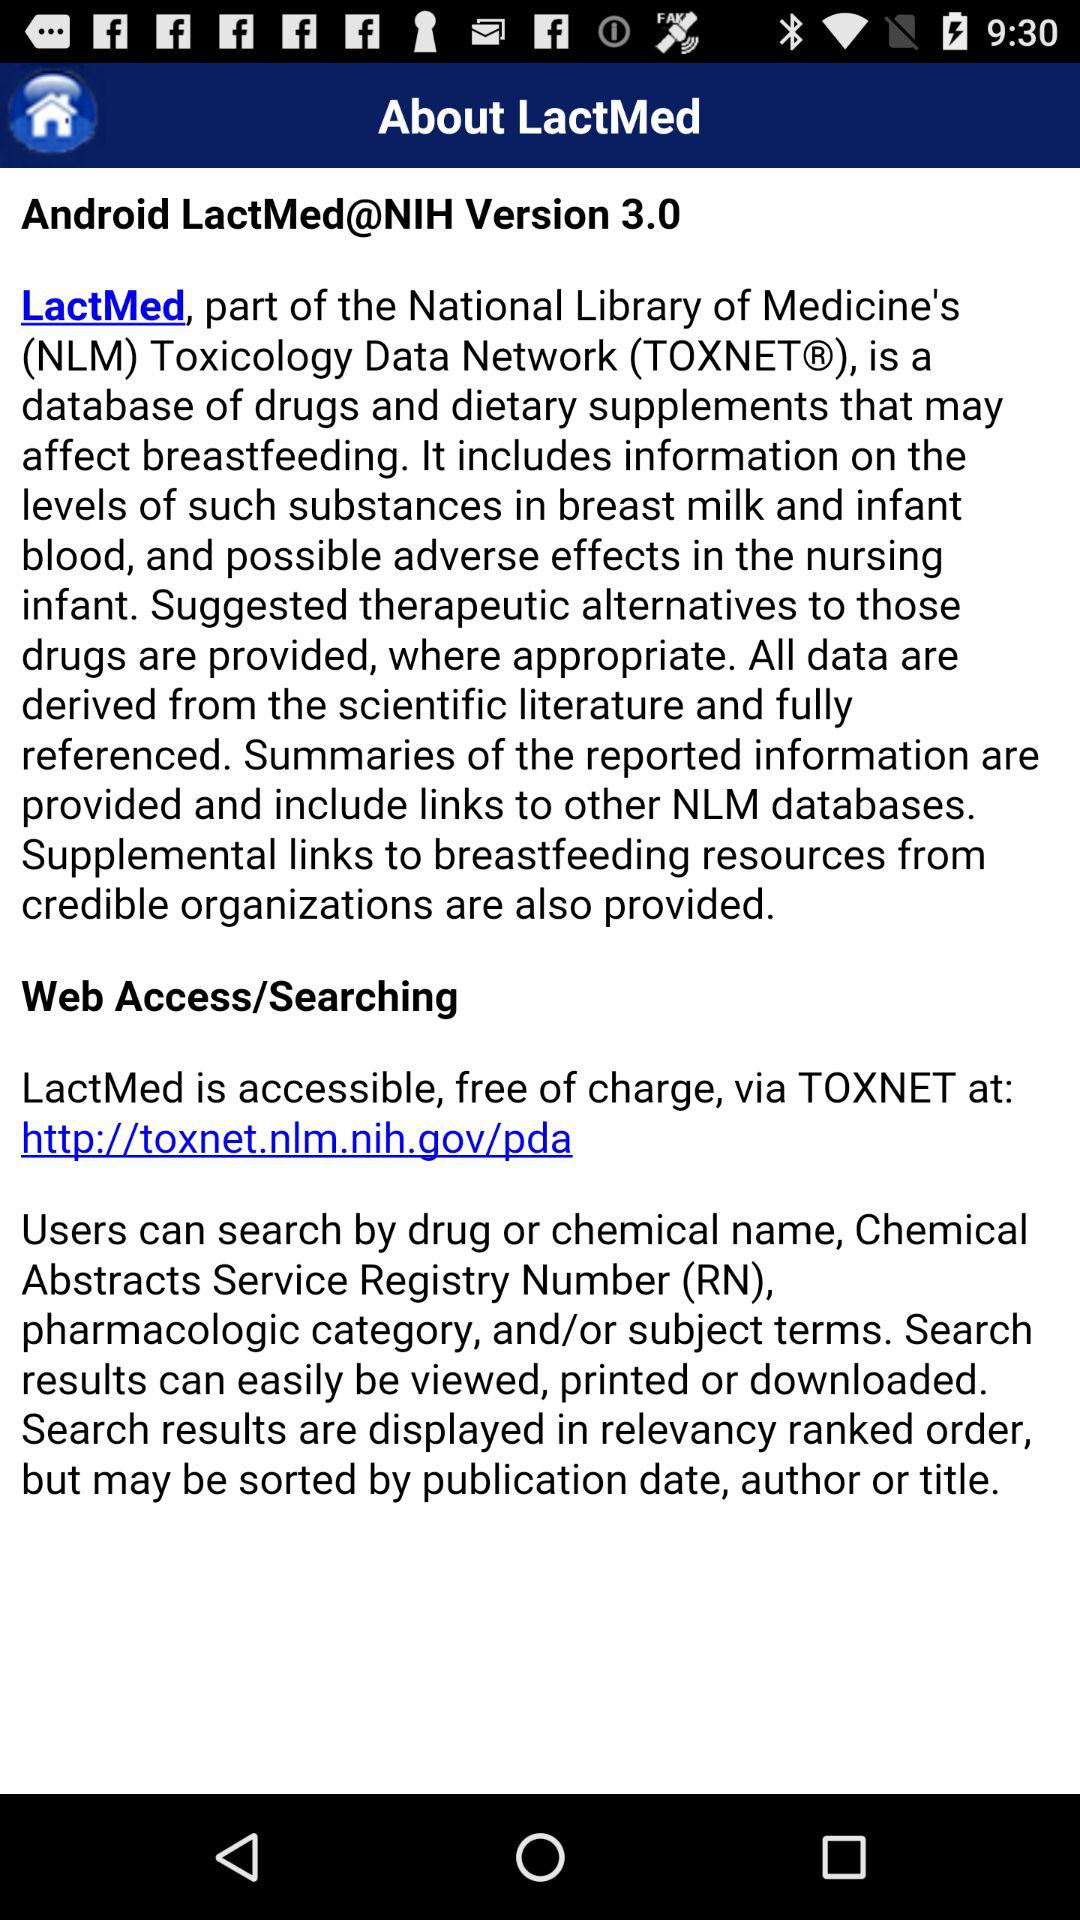 FAKE
9:30
About LactMed
Android LactMed@NIH Version 3.0
LactMed, part of the National Library of Medicine's
(NLM) Toxicology Data Network (TOXNET®), is a
database of drugs and dietary supplements that may
affect breastfeeding. It includes information on the
levels of such substances in breast milk and infant
blood, and possible adverse effects in the nursing
infant. Suggested therapeutic alternatives to those
drugs are provided, where appropriate. All data are
derived from the scientific literature and fully
referenced. Summaries of the reported information are
provided and include links to other NLM databases.
Supplemental links to breastfeeding resources from
credible organizations are also provided.
Web Access/Searching
LactMed is accessible, free of charge, via TOXNET at:
http://toxnet.nlm.nih.gov/pda
Users can search by drug or chemical name, Chemical
Abstracts Service Registry Number (RN),
pharmacologic category, and/or subject terms. Search
results can easily be viewed, printed or downloaded.
Search results are displayed in relevancy ranked order,
but may be sorted by publication date, author or title.